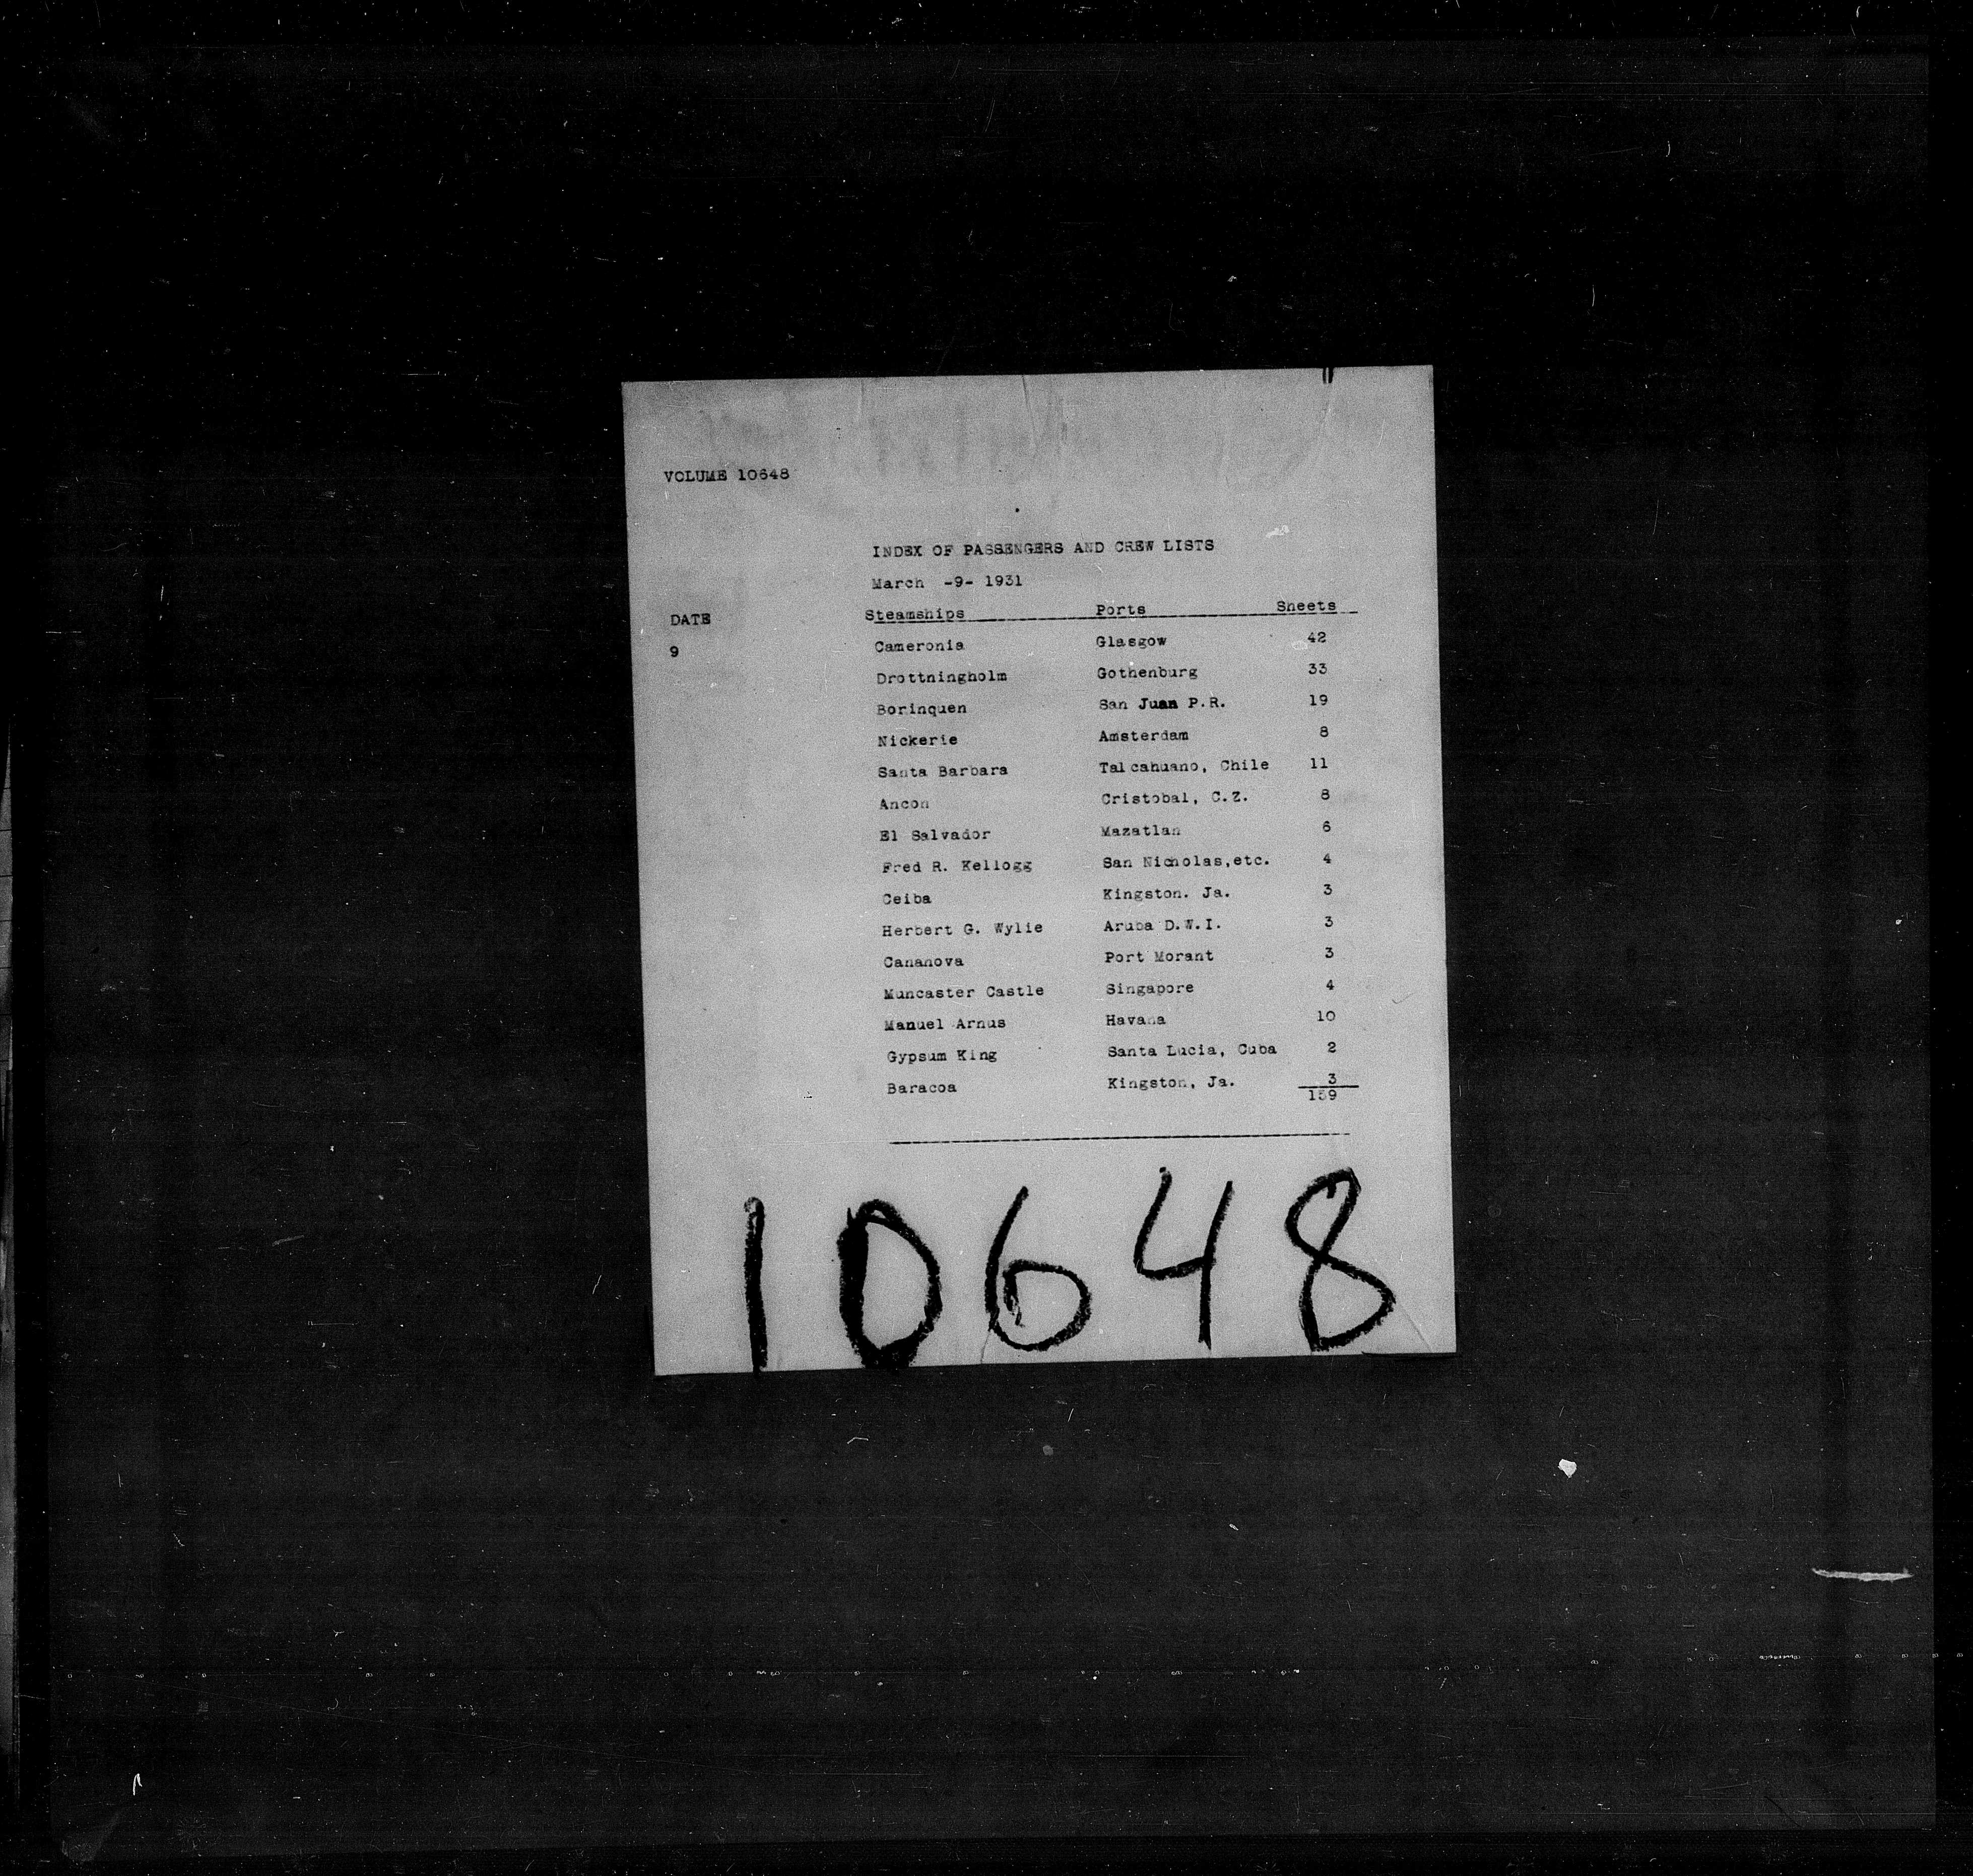 VOLUME 10648
INDEX OF PASSENGERS AND CREW LISTS
March -9- 1931
DATE Steamships Ports Sheets
9 Cameronia Glasgow 42
Drottningholm Gothenburg 33
Borinquen San Juan P.R. 19
Nickerie Amsterdam 8
Santa Barbara Talcahuano, Chile 11
Ancon Cristobal, C.Z. 8
El Salvador Mazatlan 6
Fred R. Kellogg San Nicholas,etc. 4
Ceiba Kingston. Ja. 3
Herbert G. Wylie Aruba D.W.I. 3
Cananova Port Morant 3
Muncaster Castle Singapore 4
Manuel Arnus Havana 10
Gypsum King Santa Lucia, Cuba 2
Baracoa Kingston, Ja. 3
159
10648